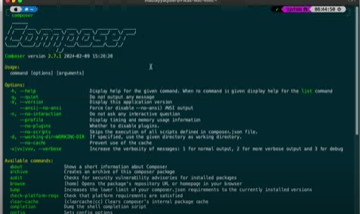 composer
Composer
Composer version 2.7.1 2024-02-09 15:26:28
Usage:
command [options] [arguments]
Options:
-h, --help Display help for the given command. When no command is given display help for the list command
-q, --quiet Do not output any message
-V, --version Display this application version
--ansi|--no-ansi Force (or disable --no-ansi) ANSI output
-n, --no-interaction Do not ask any interactive question
--profile Display timing and memory usage information
--no-plugins Whether to disable plugins.
--no-scripts Skips the execution of all scripts defined in composer.json file.
-d, --working-dir=WORKING-DIR If specified, use the given directory as working directory.
--no-cache Prevent use of the cache
-v|vv|vvv, --verbose Increase the verbosity of messages: 1 for normal output, 2 for more verbose output and 3 for debug
Available commands:
about Shows a short information about Composer
archive Creates an archive of this composer package
audit Checks for security vulnerability advisories for installed packages
browse [home] Opens the package's repository URL or homepage in your browser
bump Increases the lower limit of your composer.json requirements to the currently installed versions
check-platform-reqs Check that platform requirements are satisfied
clear-cache [clearcache|cc] Clears composer's internal package cache
completion Dump the shell completion script
config Sets config options